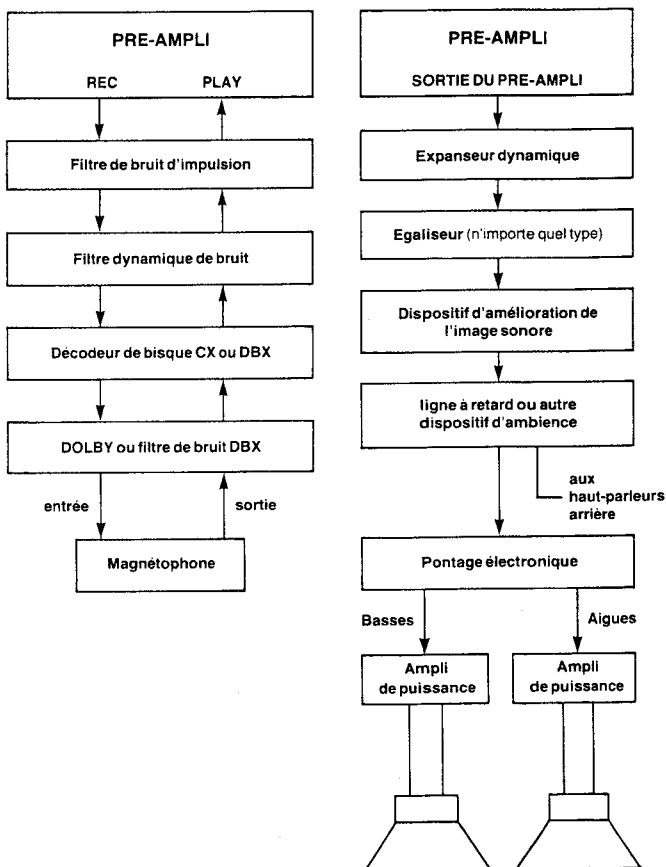 PRE-AMPLI
REC PLAY
Filtre de bruit d'impulsion
Filtre dynamique de bruit
Décodeur de bisque CX ou DBX
DOLBY ou filtre de bruit DBX
entrée
sortie
Magnétophone
PRE-AMPLI
SORTIE DU PRE-AMPLI
Expanseur dynamique
Egaliseur (n'importe quel type)
Dispositif d'amélioration de
l'image sonore
ligne à retard ou autre
dispositif d'ambience
aux
haut-parleurs
arrière
Pontage électronique
Basses
Aigues
Ampli
de puissance
Ampli
de puissance